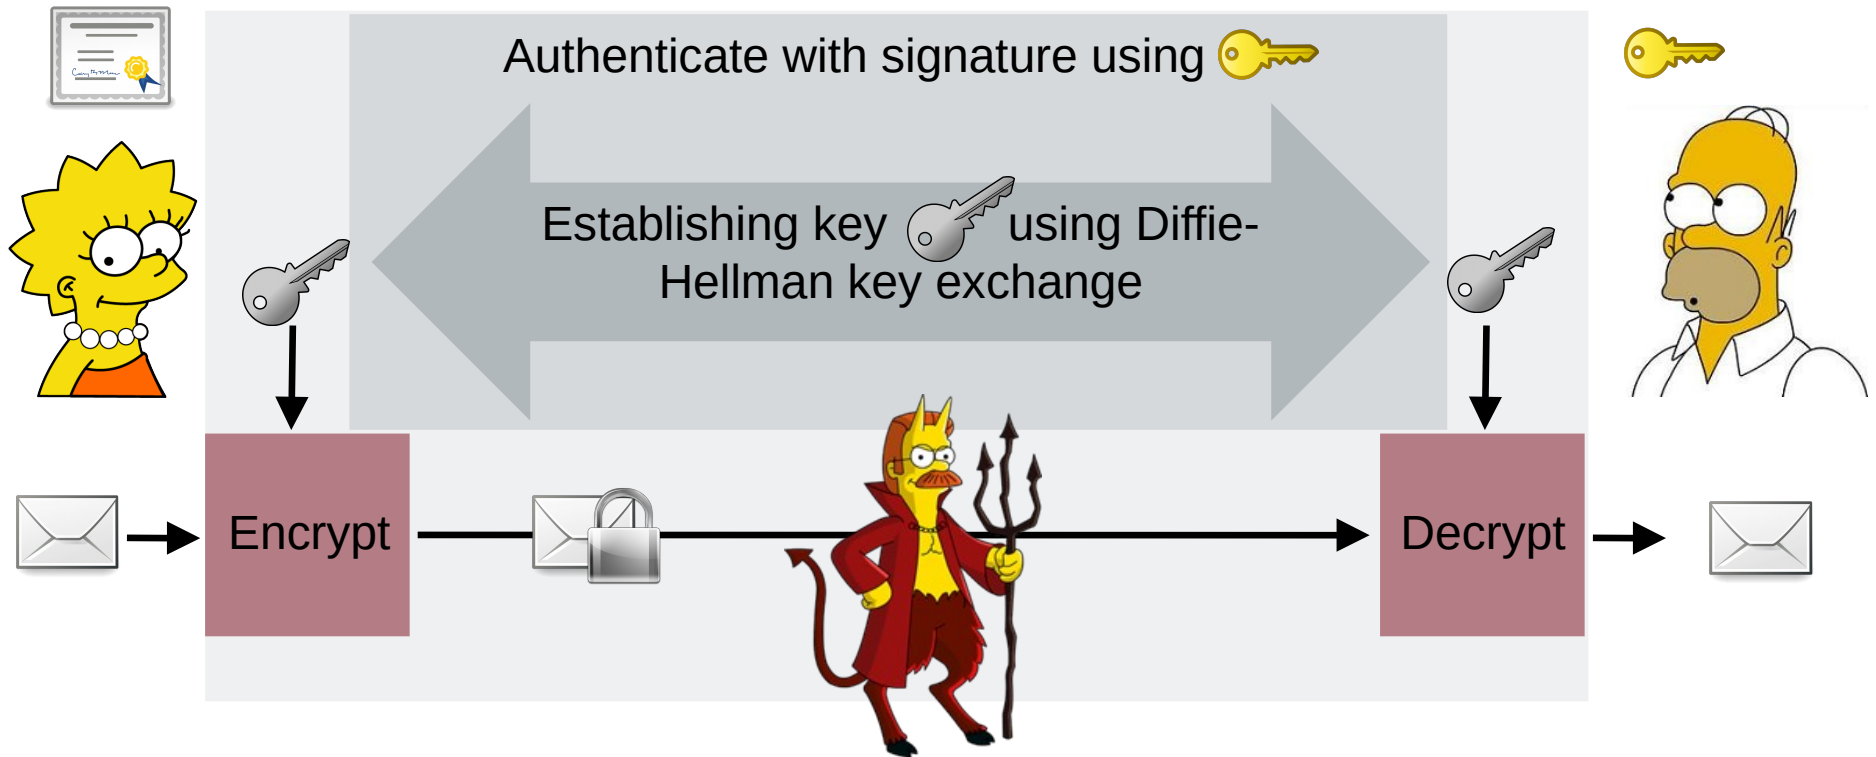 Authenticate with signature using
Establishing key using Diffie-
Hellman key exchange
Encrypt
Decrypt